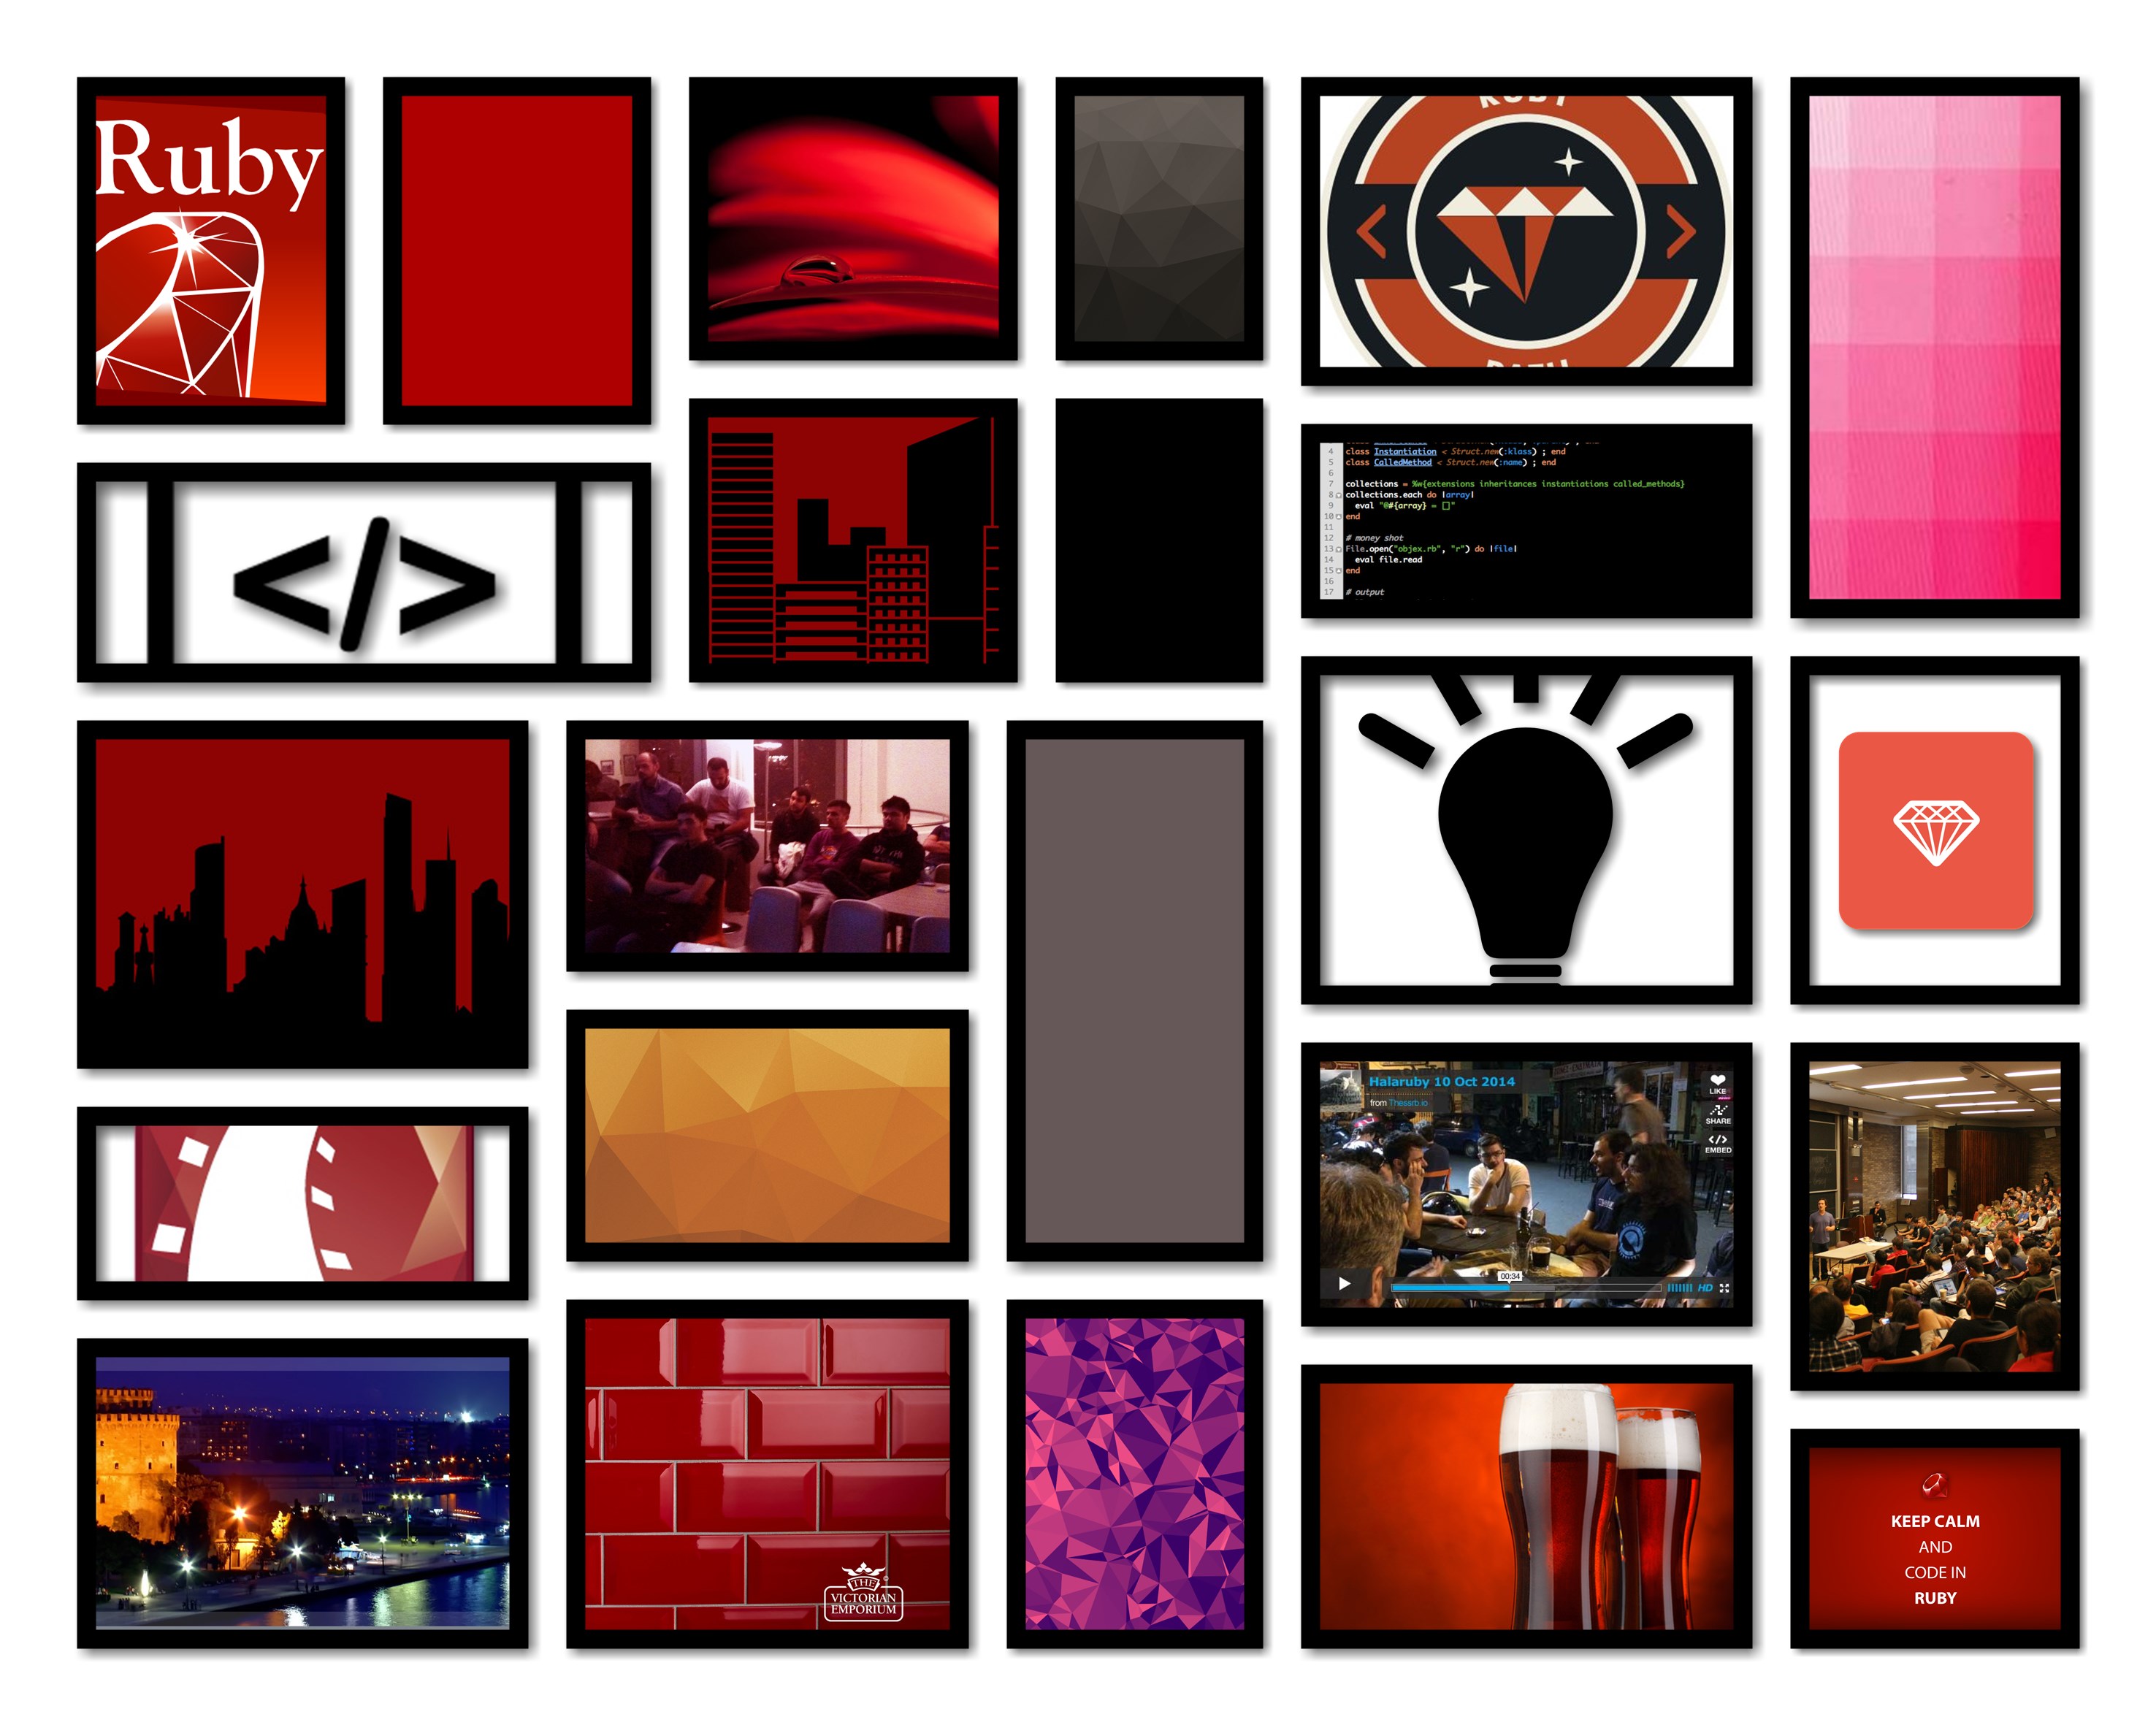 Ruby
RUBY
PATH
</>
4 class Instantiation < Struct.new(:klass) ; end
5 class CalledMethod < Struct.new(:name) ; end
6
7 collections = %w{extensions inheritances instantiations called_methods}
8 collections.each do |array|
9 eval "@#{array} = []"
10 end
11
12 # money shot
13 File.open("objex.rb", "r") do |file|
14 eval file.read
15 end
16
17 # output
Halaruby 10 Oct 2014
from Thessrb.io
LIKE
SHARE
</>
EMBED
00:34
HD
THE
VICTORIAN
EMPORIUM
KEEP CALM
AND
CODE IN
RUBY